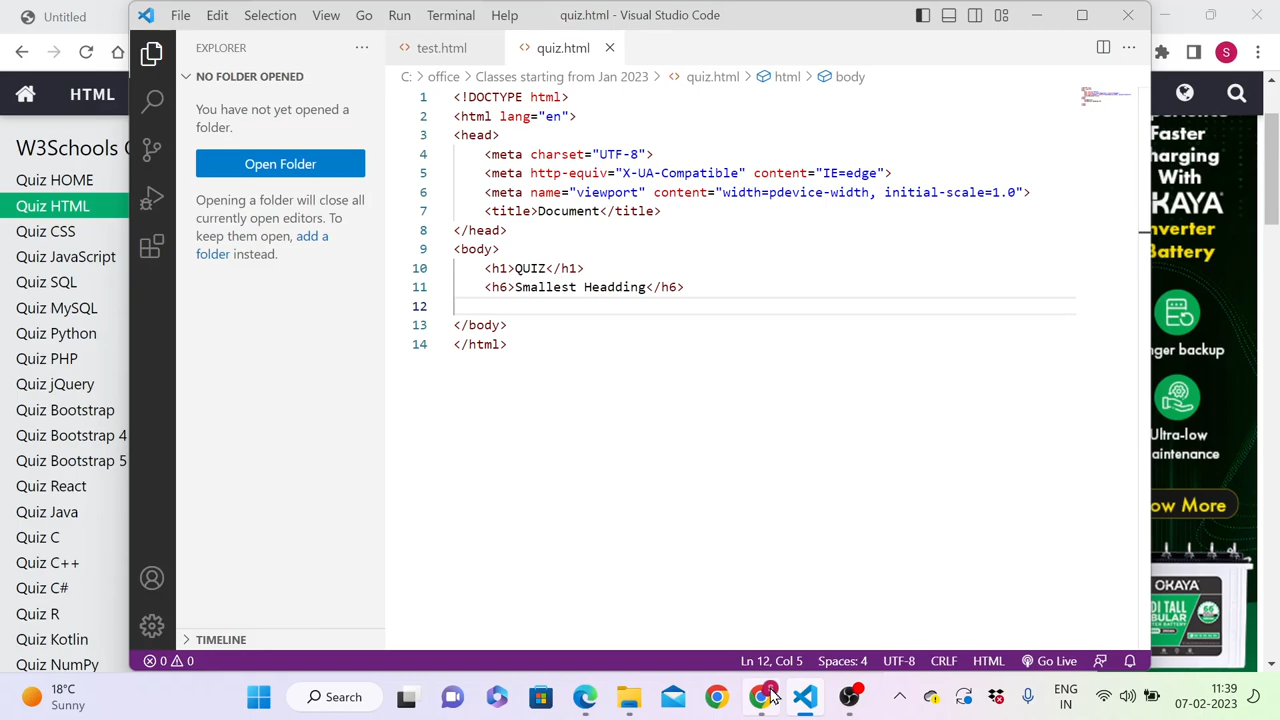 Untitled
File Edit Selection View Go Run Terminal Help quiz.html - Visual Studio Code
HTML
W3Schools
Quiz HOME
Quiz HTML
Quiz CSS
Quiz JavaScript
Quiz SQL
Quiz MySQL
Quiz Python
Quiz PHP
Quiz jQuery
Quiz Bootstrap
Quiz Bootstrap 4
Quiz Bootstrap 5
Quiz React
Quiz Java
Quiz C
Quiz C++
Quiz C#
Quiz R
Quiz Kotlin
Quiz NumPy
EXPLORER
NO FOLDER OPENED
You have not yet opened a
folder.
Open Folder
Opening a folder will close all
currently open editors. To
keep them open, add a
folder instead.
TIMELINE
test.html quiz.html
C: > office > Classes starting from Jan 2023 > quiz.html > html > body
1 <!DOCTYPE html>
2 <html lang="en">
3 <head>
4 <meta charset="UTF-8">
5 <meta http-equiv="X-UA-Compatible" content="IE=edge">
6 <meta name="viewport" content="width=pdevice-width, initial-scale=1.0">
7 <title>Document</title>
8 </head>
9 <body>
10 <h1>QUIZ</h1>
11 <h6>Smallest Headding</h6>
12
13 </body>
14 </html>
S
Faster
harging
With
KAYA
nverter
Battery
nger backup
Ultra-low
aintenance
ow More
OKAYA
DI TALL
UBULAR
0 0 Ln 12, Col 5 Spaces: 4 UTF-8 CRLF HTML Go Live
18°C
Sunny
Search
ENG
IN
11:39
07-02-2023